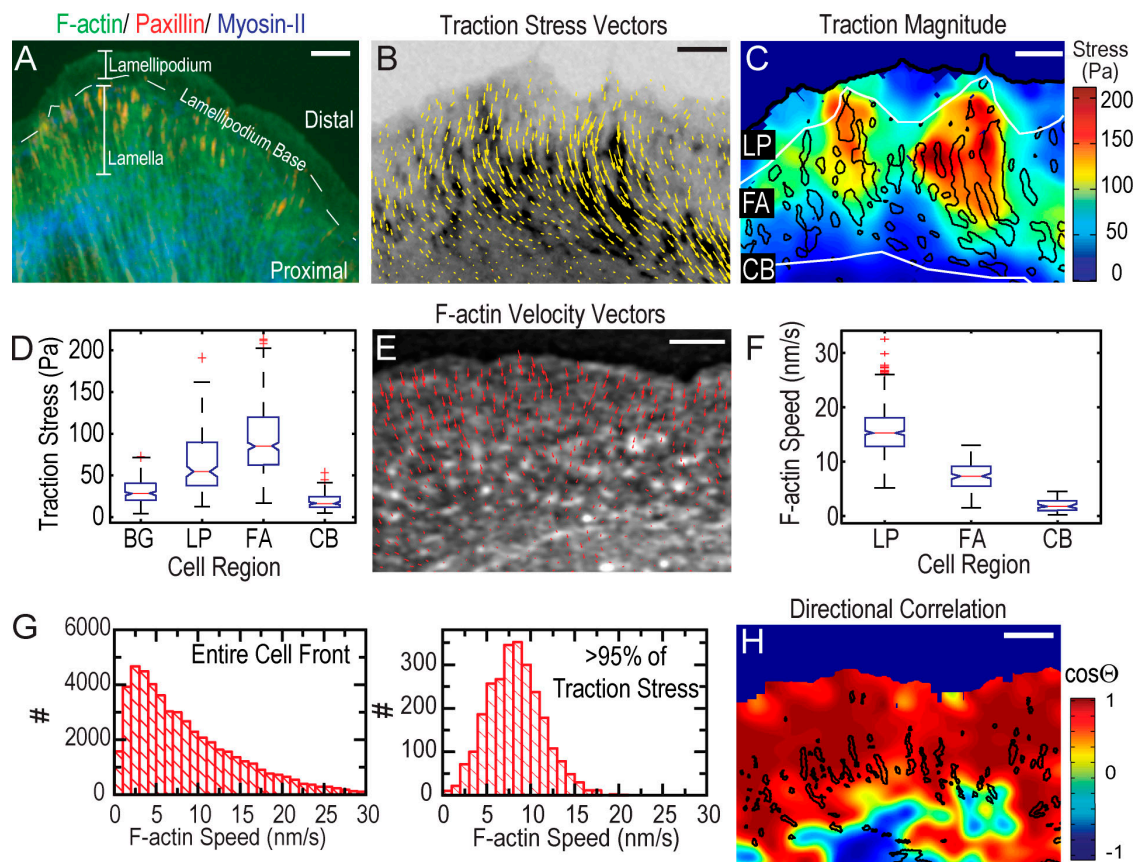 F-actin/ Paxillin/ Myosin-II
A
Lamellipodium
Lamellipodium Base
Distal
Lamella
Proximal
Traction Stress Vectors
B
Traction Magnitude
C
LP
FA
CB
Stress
(Pa)
200
150
100
50
0
D
Traction Stress (Pa)
200
150
100
50
0
BG LP FA CB
Cell Region
F-actin Velocity Vectors
E
F
F-actin Speed (nm/s)
30
20
10
0
LP FA CB
Cell Region
G
#
6000
4000
2000
0
Entire Cell Front
0 5 10 15 20 25 30
F-actin Speed (nm/s)
#
300
200
100
0
>95% of
Traction Stress
0 5 10 15 20 25 30
F-actin Speed (nm/s)
Directional Correlation
H
cosΘ
1
0
-1